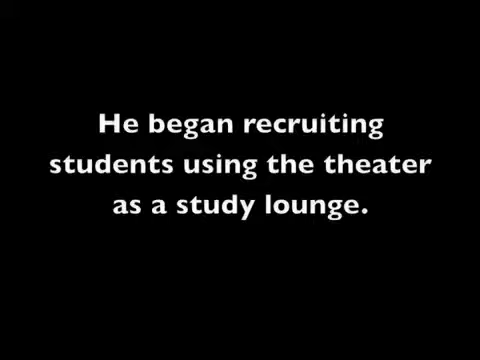 He began recruiting
students using the theater
as a study lounge.